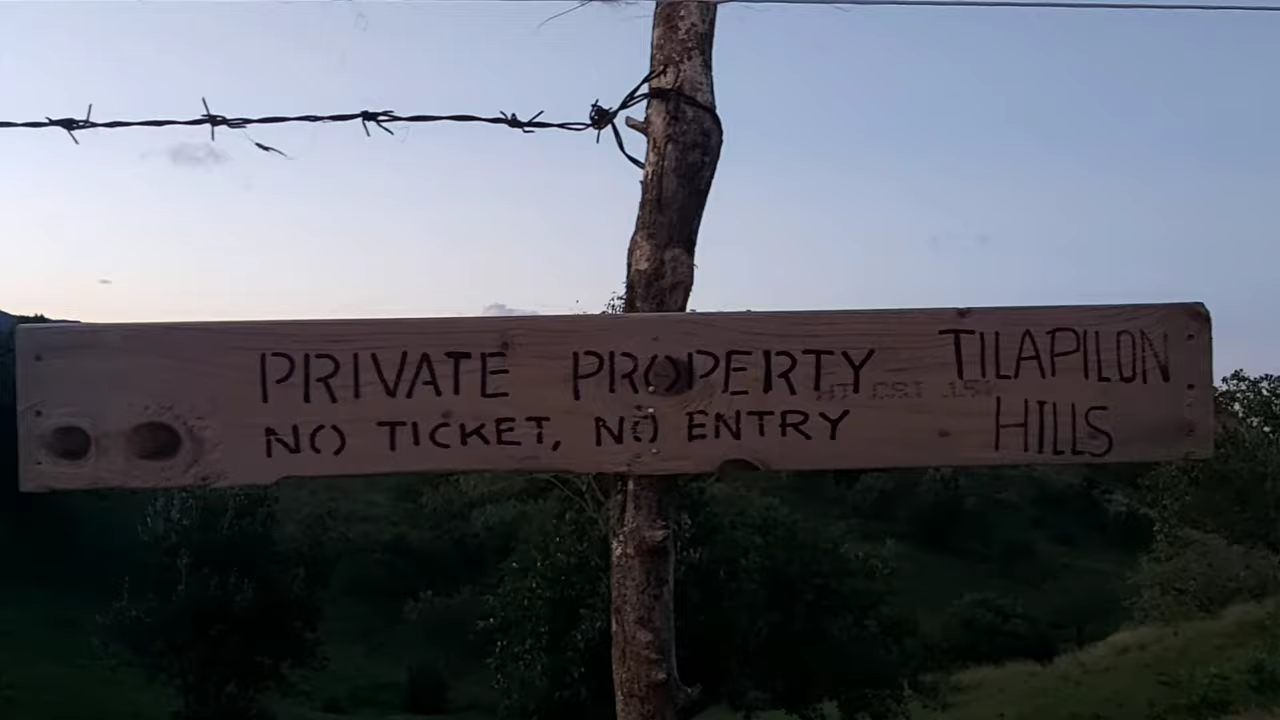 PRIVATE PROPERTY
NO TICKET, NO ENTRY
TILAPILON
HILLS